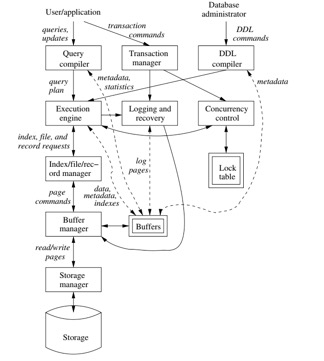 User/application
Database
administrator
queries,
updates
transaction
commands
DDL
commands
Query
compiler
Transaction
manager
DDL
compiler
query
plan
metadata,
statistics
metadata
Execution
engine
Logging and
recovery
Concurrency
control
index, file, and
record requests
log
pages
Index/file/rec-
ord manager
Lock
table
page
commands
data,
metadata,
indexes
Buffer
manager
Buffers
read/write
pages
Storage
manager
Storage